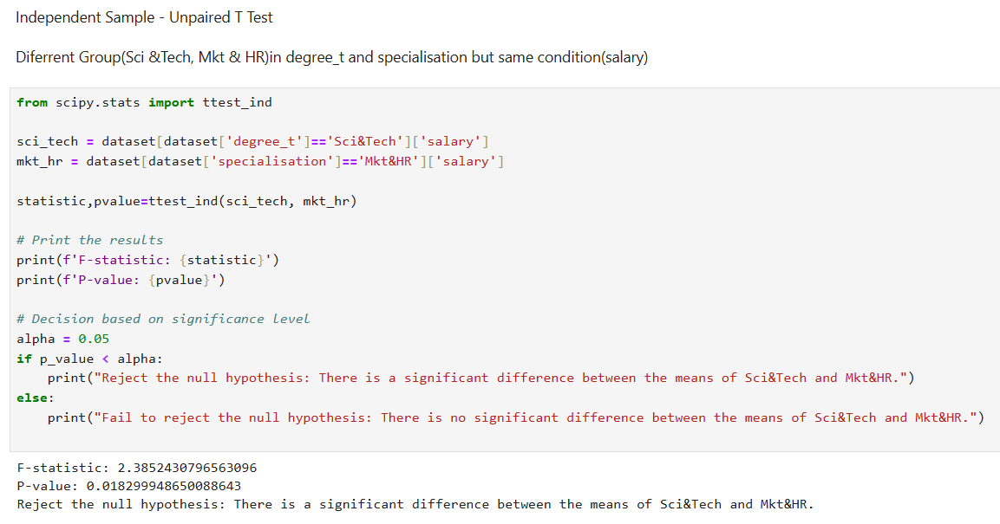 Independent Sample - Unpaired T Test
Diferrent Group(Sci &Tech, Mkt & HR)in degree_t and specialisation but same condition(salary)
from scipy.stats import ttest_ind
sci_tech = dataset[dataset['degree_t']=='Sci&Tech']['salary']
mkt_hr = dataset[dataset['specialisation']=='Mkt&HR']['salary']
statistic,pvalue=ttest_ind(sci_tech, mkt_hr)
# Print the results
print(f'F-statistic: {statistic}')
print(f'P-value: {pvalue}')
# Decision based on significance level
alpha = 0.05
if p_value < alpha:
    print("Reject the null hypothesis: There is a significant difference between the means of Sci&Tech and Mkt&HR.")
else:
    print("Fail to reject the null hypothesis: There is no significant difference between the means of Sci&Tech and Mkt&HR.")
F-statistic: 2.3852430796563096
P-value: 0.018299948650088643
Reject the null hypothesis: There is a significant difference between the means of Sci&Tech and Mkt&HR.